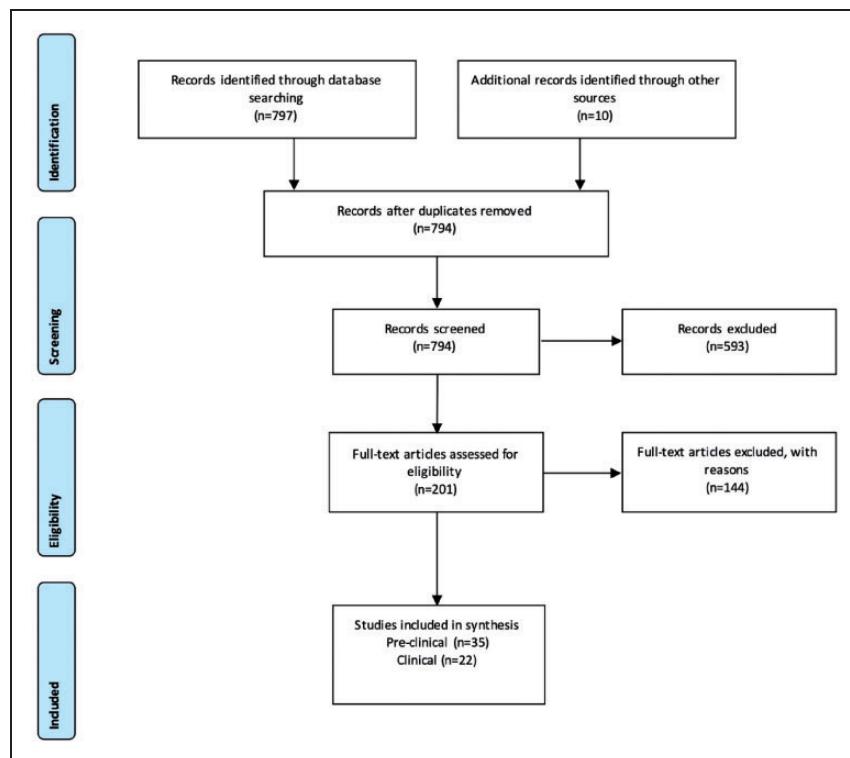 Identification
Records identified through database
searching
(n=797)
Additional records identified through other
sources
(n=10)
Records after duplicates removed
(n=794)
Screening
Records screened
(n=794)
Records excluded
(n=593)
Eligibility
Full-text articles assessed for
eligibility
(n=201)
Full-text articles excluded, with
reasons
(n=144)
Included
Studies included in synthesis
Pre-clinical (n=35)
Clinical (n=22)